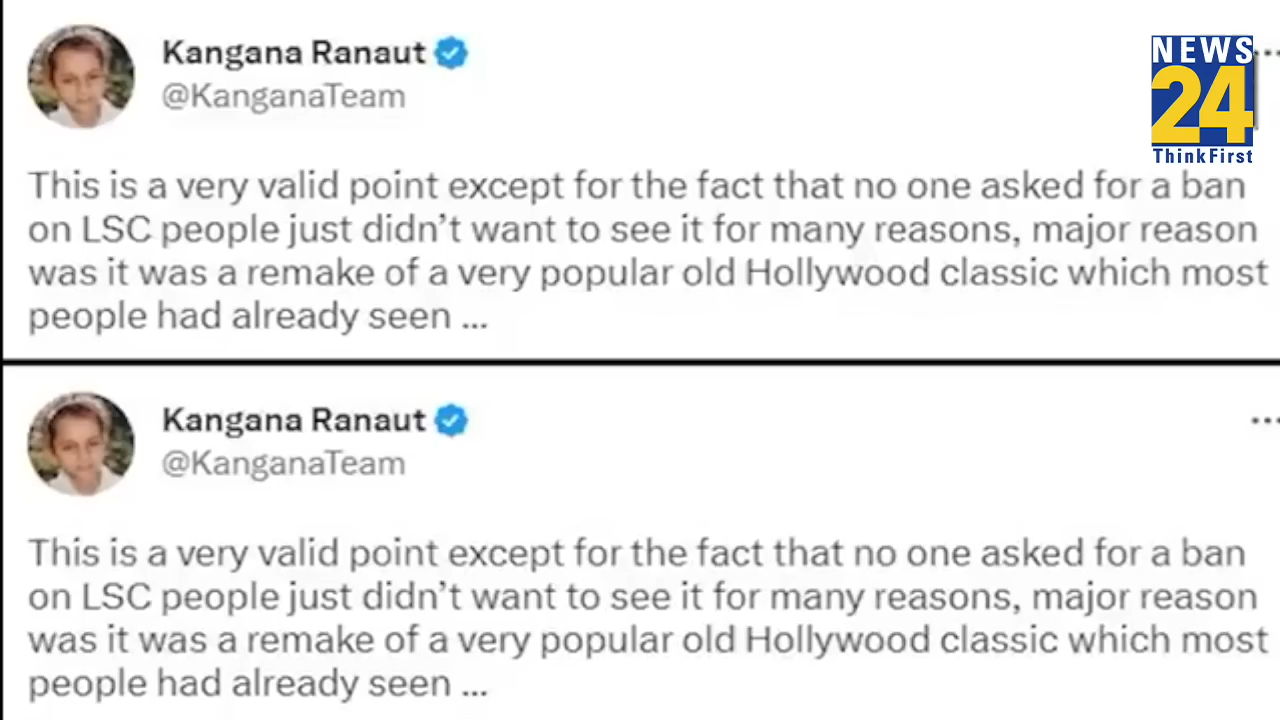 Kangana Ranaut
@KanganaTeam
NEWS
24
ThinkFirst
This is a very valid point except for the fact that no one asked for a ban
on LSC people just didn’t want to see it for many reasons, major reason
was it was a remake of a very popular old Hollywood classic which most
people had already seen ...
Kangana Ranaut
@KanganaTeam
This is a very valid point except for the fact that no one asked for a ban
on LSC people just didn’t want to see it for many reasons, major reason
was it was a remake of a very popular old Hollywood classic which most
people had already seen ...